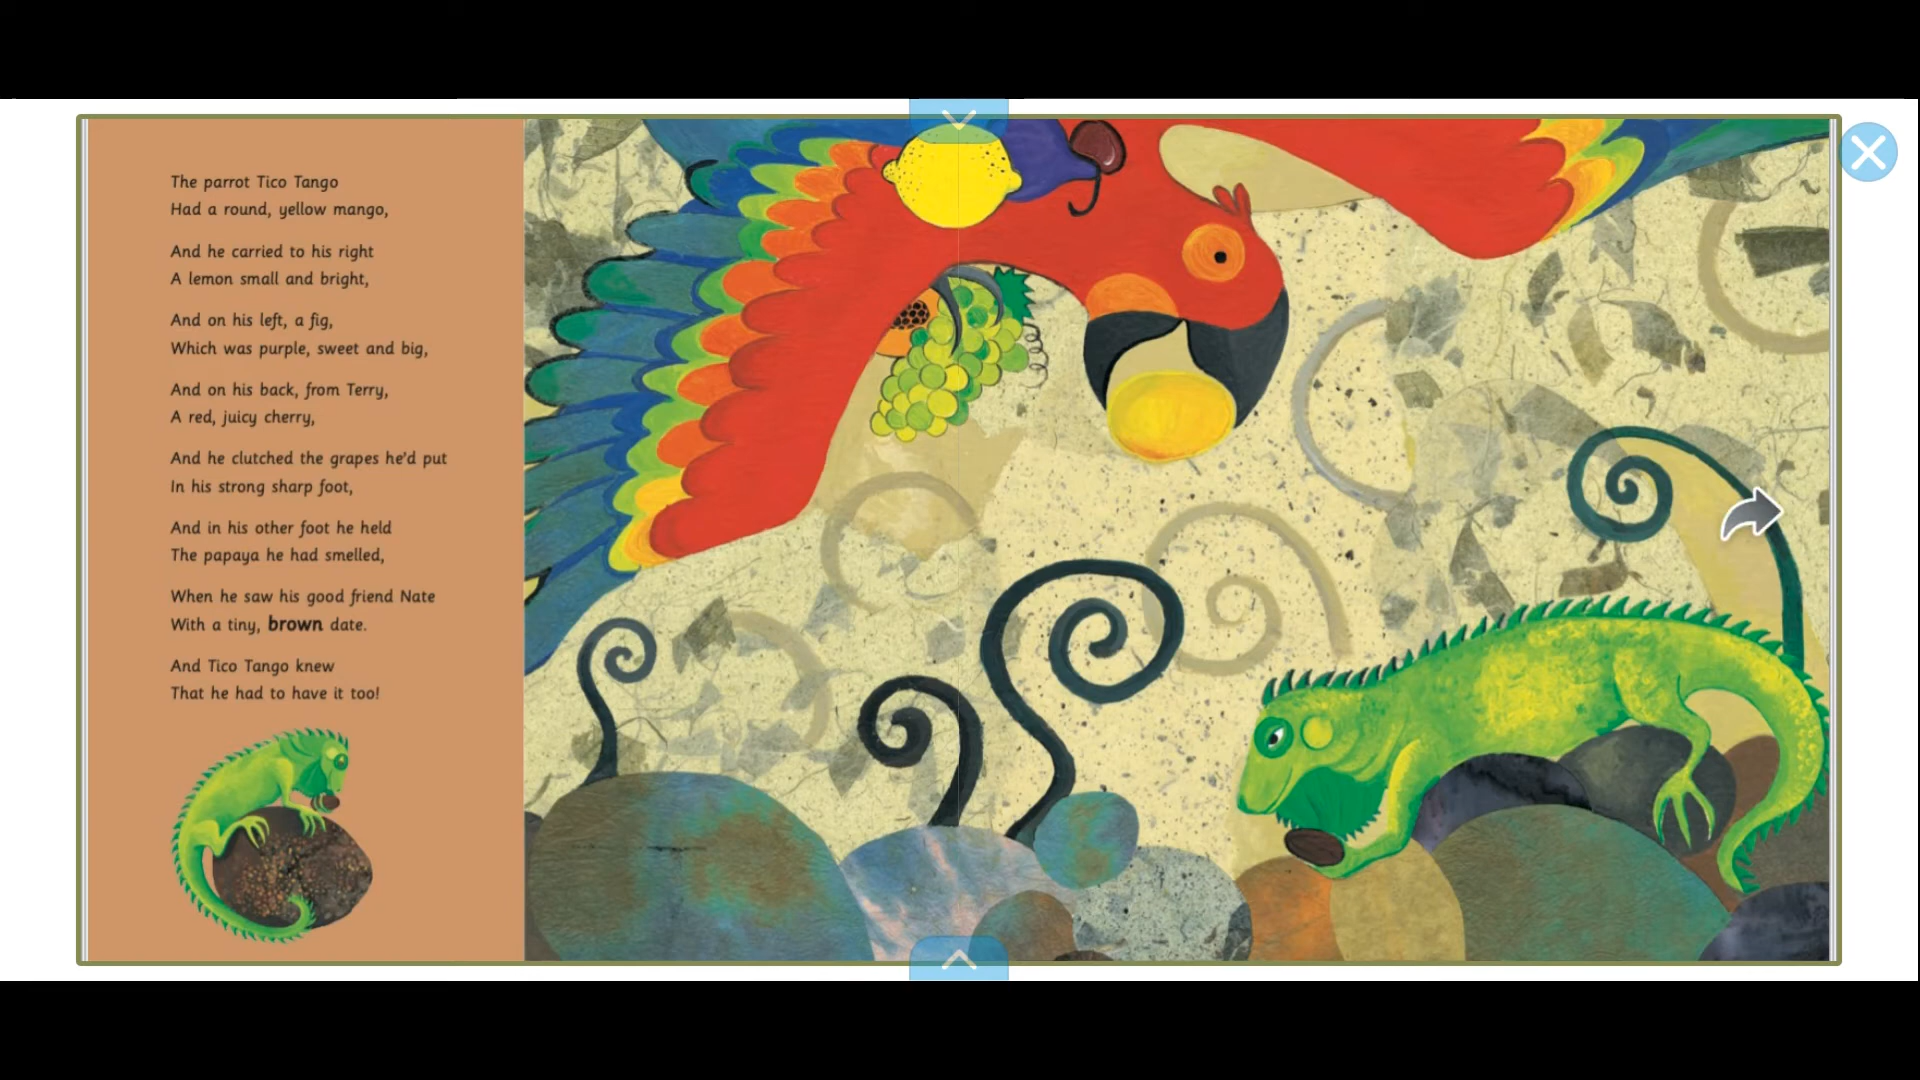 The parrot Tico Tango
Had a round, yellow mango,
And he carried to his right
A lemon small and bright,
And on his left, a fig,
Which was purple, sweet and big,
And on his back, from Terry,
A red, juicy cherry,
And he clutched the grapes he'd put
In his strong sharp foot,
And in his other foot he held
The papaya he had smelled,
When he saw his good friend Nate
With a tiny, brown date.
And Tico Tango knew
That he had to have it too!